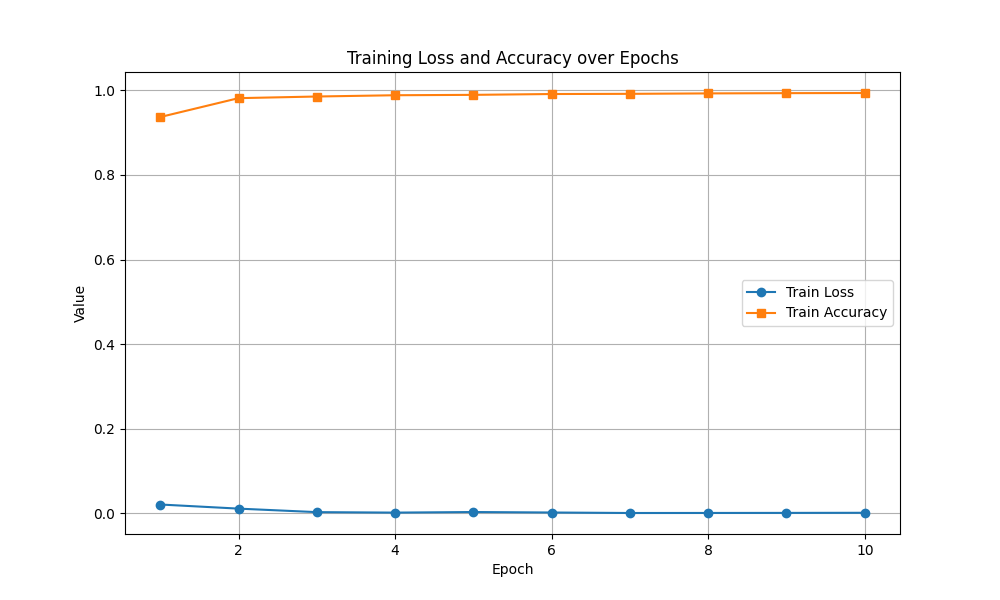 Training Loss and Accuracy over Epochs
1.0
0.8
0.6
0.4
0.2
0.0
Value
Train Loss
Train Accuracy
2 4 6 8 10
Epoch